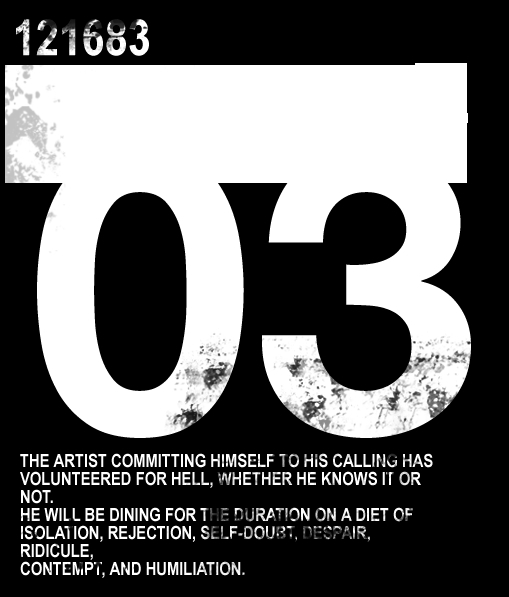 121683
03
THE ARTIST COMMITTING HIMSELF TO HIS CALLING HAS
VOLUNTEERED FOR HELL, WHETHER HE KNOWS IT OR
NOT.
HE WILL BE DINING FOR THE DURATION ON A DIET OF
ISOLATION, REJECTION, SELF-DOUBT, DESPAIR,
RIDICULE,
CONTEMPT, AND HUMILIATION.